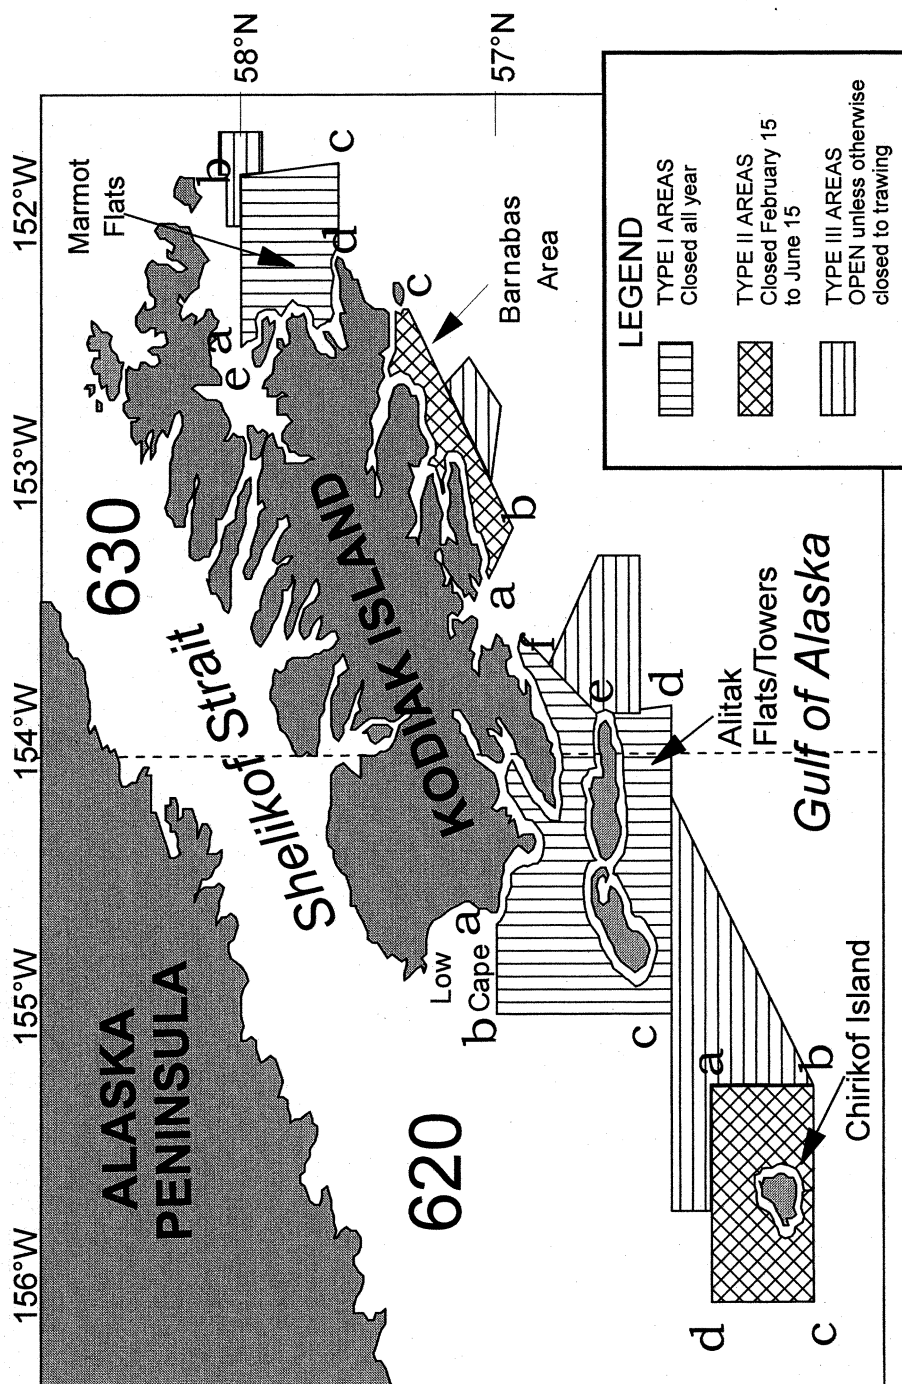 156°W
155°W
154°W
153°W
152°W
58°N
57°N
ALASKA
PENINSULA
630
620
Shelikof Strait
KODIAK ISLAND
Marmot
Flats
a
b
c
d
e
Barnabas
Area
a
b
c
Low
Cape
a
b
c
d
e
f
Alitak
Flats/Towers
Gulf of Alaska
a
b
c
d
Chirikof Island
LEGEND
TYPE I AREAS
Closed all year
TYPE II AREAS
Closed February 15
to June 15
TYPE III AREAS
OPEN unless otherwise
closed to trawing